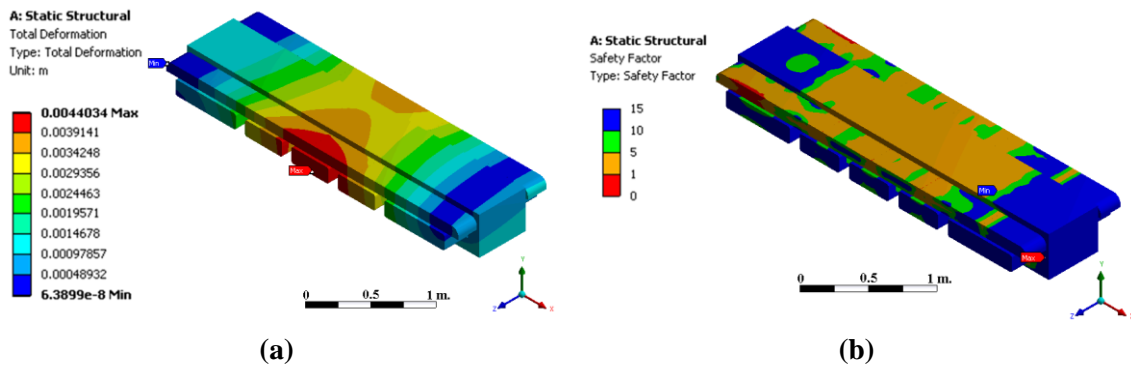 A: Static Structural
Total Deformation
Type: Total Deformation
Unit: m
0.0044034 Max
0.0039141
0.0034248
0.0029356
0.0024463
0.0019571
0.0014678
0.00097857
0.00048932
6.3899e-8 Min
Min
Max
0 0.5 1 m.
Y
Z X
(a)
A: Static Structural
Safety Factor
Type: Safety Factor
15
10
5
1
0
Min
Max
0 0.5 1 m.
Y
Z
(b)